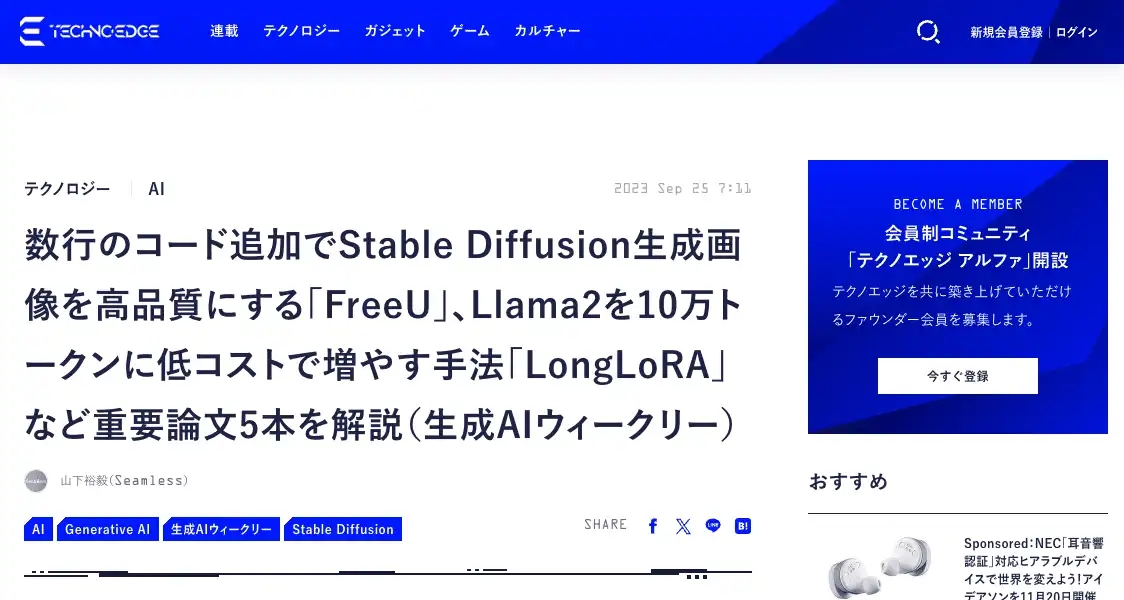 TECHNO-EDGE
連載 テクノロジー ガジェット ゲーム カルチャー
新規会員登録 | ログイン
テクノロジー | AI
2023 Sep 25 7:11
数行のコード追加でStable Diffusion生成画
像を高品質にする「FreeU」、Llama2を10万ト
ークンに低コストで増やす手法「LongLoRA」
など重要論文5本を解説（生成AIウィークリー）
山下裕毅(Seamless)
AI Generative AI 生成AIウィークリー Stable Diffusion
SHARE
LINE
B!
BECOME A MEMBER
会員制コミュニティ
「テクノエッジ アルファ」開設
テクノエッジを共に築き上げていただけ
るファウンダー会員を募集します。
今すぐ登録
おすすめ
Sponsored：NEC「耳音響
認証」対応ヒアラブルデバ
イスで世界を変えよう！アイ
デアソンを11月20日開催